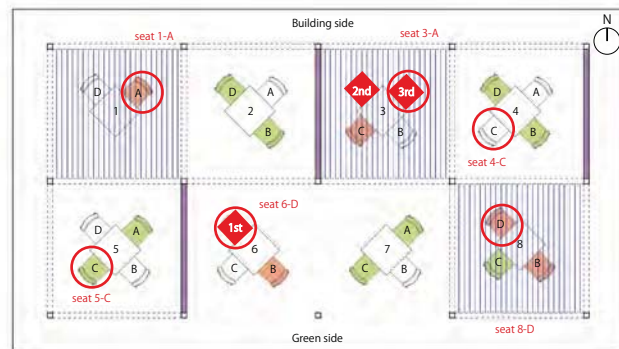 Building side
N
seat 1-A
seat 3-A
D
A
1
D
A
2
B
2nd
3rd
3
C
B
D
A
4
C
B
seat 4-C
seat 6-D
D
A
5
C
B
seat 5-C
1st
6
C
B
A
7
C
B
D
8
C
B
seat 8-D
Green side